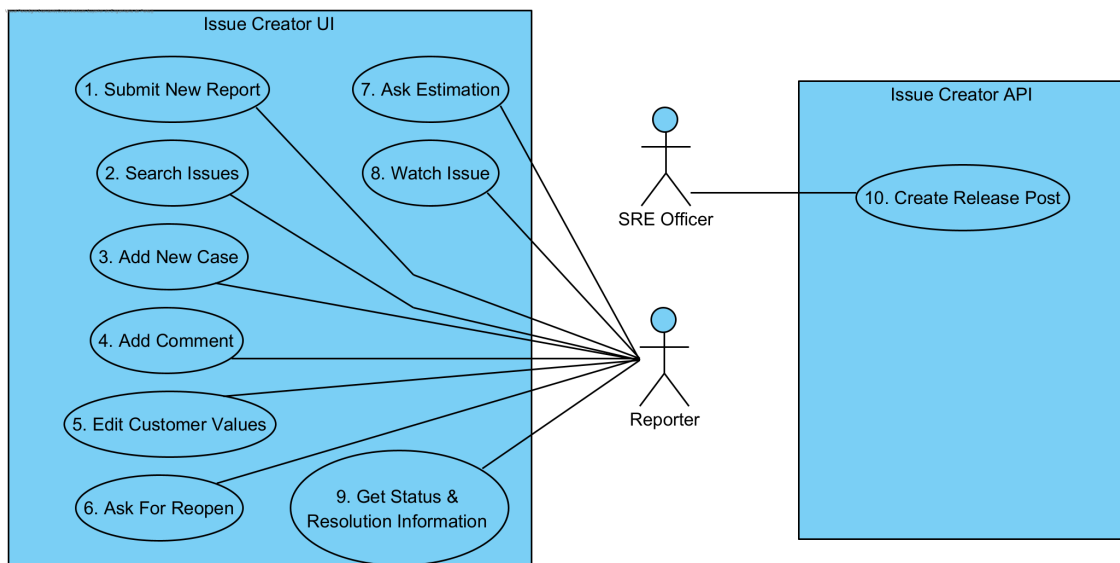 Issue Creator UI
1. Submit New Report
2. Search Issues
3. Add New Case
4. Add Comment
5. Edit Customer Values
6. Ask For Reopen
7. Ask Estimation
8. Watch Issue
9. Get Status &
Resolution Information
SRE Officer
Reporter
Issue Creator API
10. Create Release Post